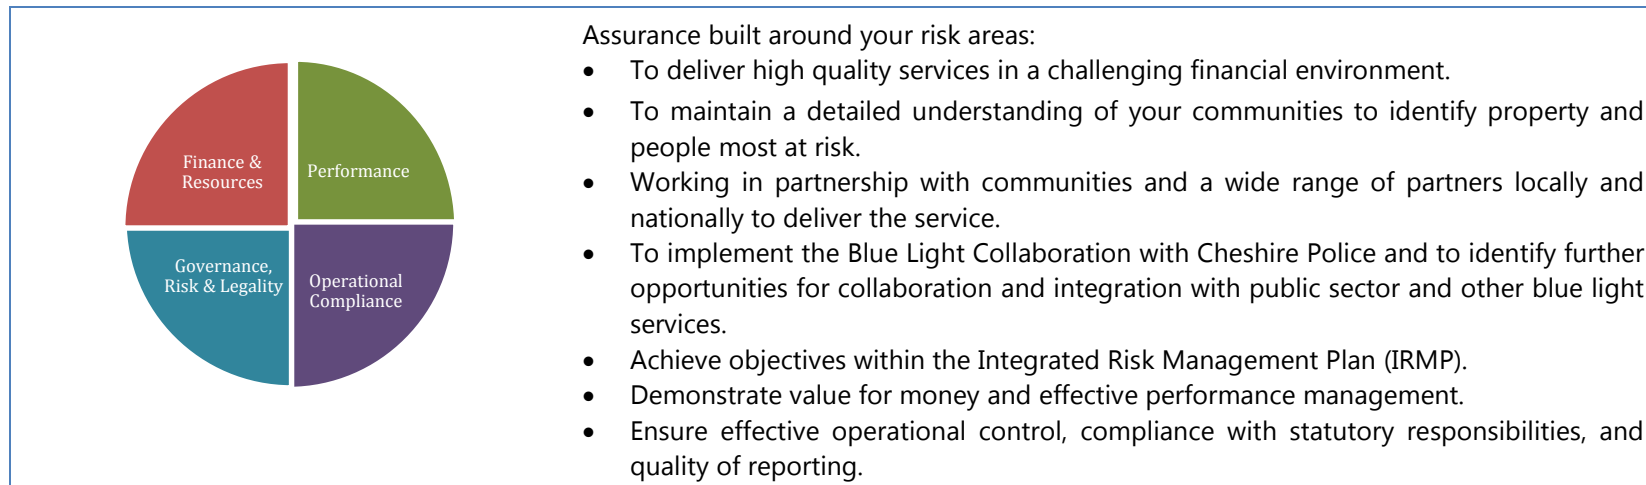 Finance &
Resources
Performance
Governance,
Risk & Legality
Operational
Compliance
Assurance built around your risk areas:
• To deliver high quality services in a challenging financial environment.
• To maintain a detailed understanding of your communities to identify property and
people most at risk.
• Working in partnership with communities and a wide range of partners locally and
nationally to deliver the service.
• To implement the Blue Light Collaboration with Cheshire Police and to identify further
opportunities for collaboration and integration with public sector and other blue light
services.
• Achieve objectives within the Integrated Risk Management Plan (IRMP).
• Demonstrate value for money and effective performance management.
• Ensure effective operational control, compliance with statutory responsibilities, and
quality of reporting.